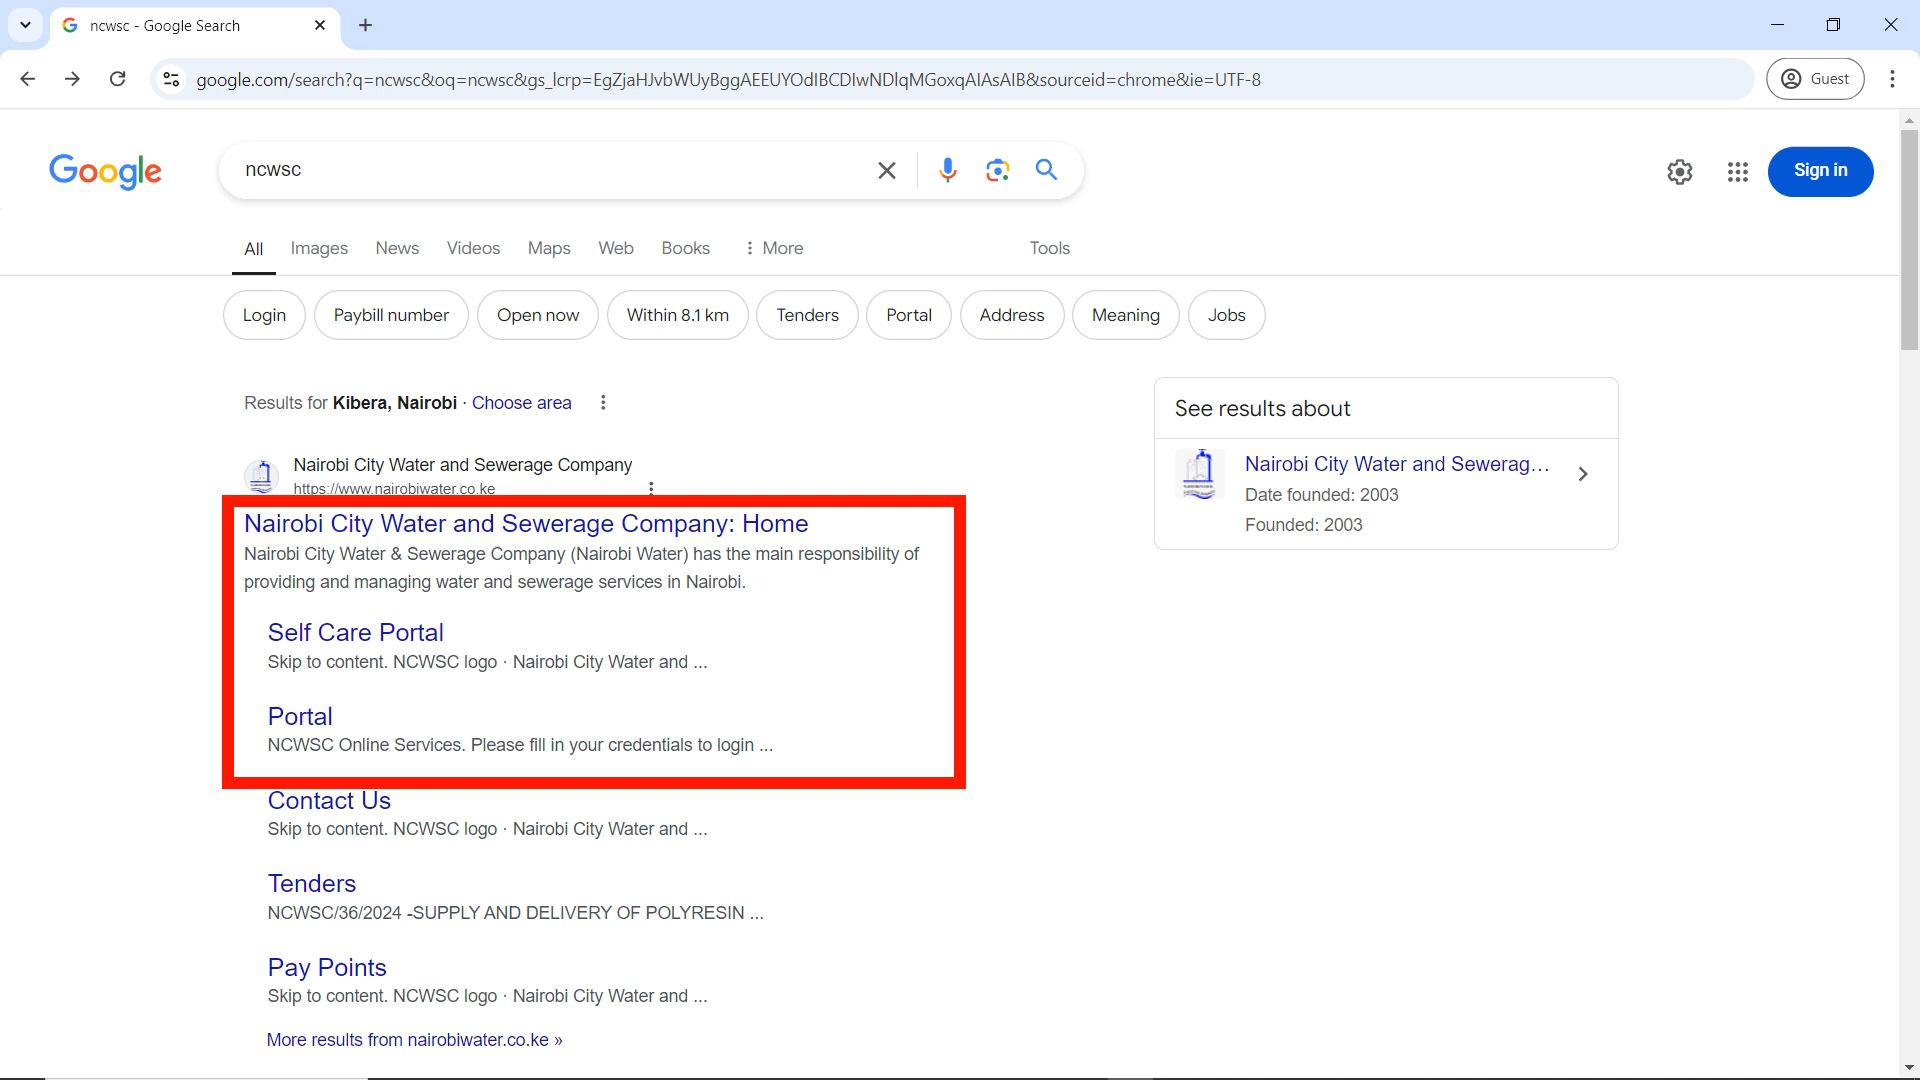 ncwsc - Google Search
google.com/search?q=ncwsc&oq=ncwsc&gs_lcrp=EgZjaHJvbWUyBggAEEUYOdIBCDIwNDlqMGoxqAIAsAIB&sourceid=chrome&ie=UTF-8
Guest
Google
ncwsc
Sign in
All
Images
News
Videos
Maps
Web
Books
More
Tools
Login
Paybill number
Open now
Within 8.1 km
Tenders
Portal
Address
Meaning
Jobs
Results for Kibera, Nairobi · Choose area
Nairobi City Water and Sewerage Company
https://www.nairobiwater.co.ke
Nairobi City Water and Sewerage Company: Home
Nairobi City Water & Sewerage Company (Nairobi Water) has the main responsibility of
providing and managing water and sewerage services in Nairobi.
Self Care Portal
Skip to content. NCWSC logo · Nairobi City Water and ...
Portal
NCWSC Online Services. Please fill in your credentials to login ...
Contact Us
Skip to content. NCWSC logo · Nairobi City Water and ...
Tenders
NCWSC/36/2024 -SUPPLY AND DELIVERY OF POLYRESIN ...
Pay Points
Skip to content. NCWSC logo · Nairobi City Water and ...
More results from nairobiwater.co.ke »
See results about
Nairobi City Water and Sewerag...
Date founded: 2003
Founded: 2003